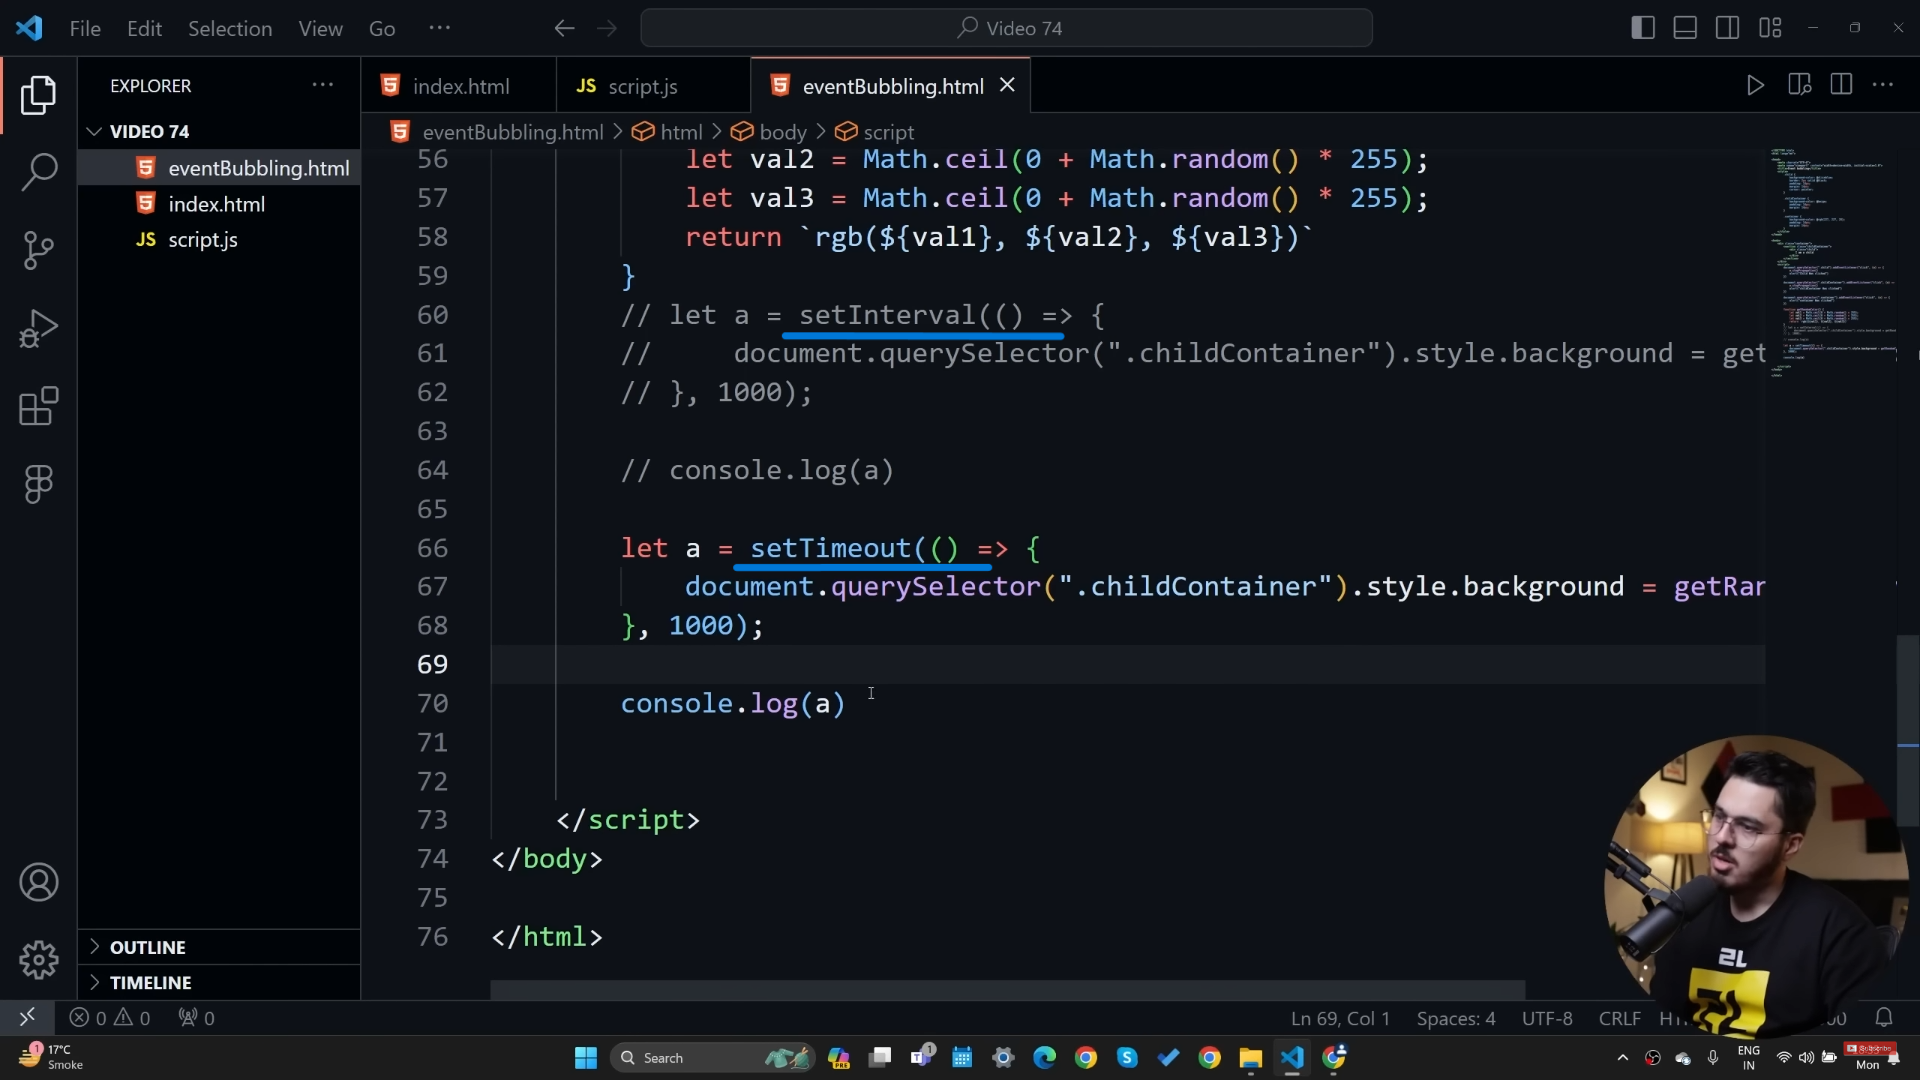 File Edit Selection View Go ··· Video 74
EXPLORER ···
VIDEO 74
eventBubbling.html
index.html
JS script.js
OUTLINE
TIMELINE
index.html JS script.js eventBubbling.html
eventBubbling.html > html > body > script
56 let val2 = Math.ceil(0 + Math.random() * 255);
57 let val3 = Math.ceil(0 + Math.random() * 255);
58 return `rgb(${val1}, ${val2}, ${val3})`
59 }
60 // let a = setInterval(() => {
61 // document.querySelector(".childContainer").style.background = get
62 // }, 1000);
63
64 // console.log(a)
65
66 let a = setTimeout(() => {
67 document.querySelector(".childContainer").style.background = getRar
68 }, 1000);
69
70 console.log(a)
71
72
73 </script>
74 </body>
75
76 </html>
0 0 0 Ln 69, Col 1 Spaces: 4 UTF-8 CRLF
1 17°C
Smoke
Search
PRE
1
ENG
IN
Mon
Subscribe